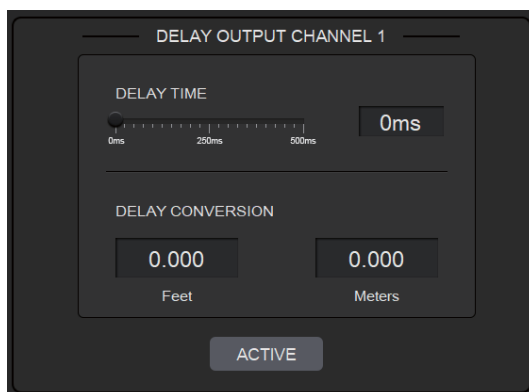 DELAY OUTPUT CHANNEL 1
DELAY TIME
0ms
0ms 250ms 500ms
DELAY CONVERSION
0.000 0.000
Feet Meters
ACTIVE